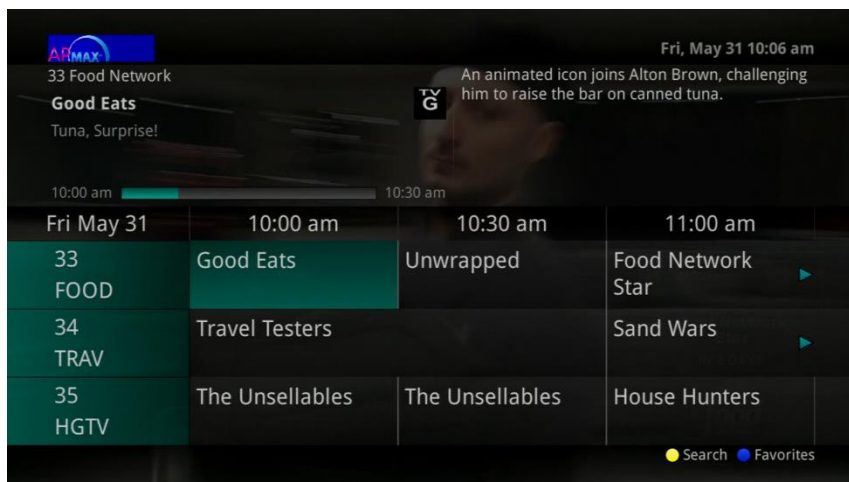 APMAX
Fri, May 31 10:06 am
33 Food Network
Good Eats
Tuna, Surprise!
TV
G
An animated icon joins Alton Brown, challenging
him to raise the bar on canned tuna.
10:00 am 10:30 am
Fri May 31 10:00 am 10:30 am 11:00 am
33
FOOD
Good Eats
Unwrapped
Food Network
Star
34
TRAV
Travel Testers
Sand Wars
35
HGTV
The Unsellables
The Unsellables
House Hunters
Search Favorites